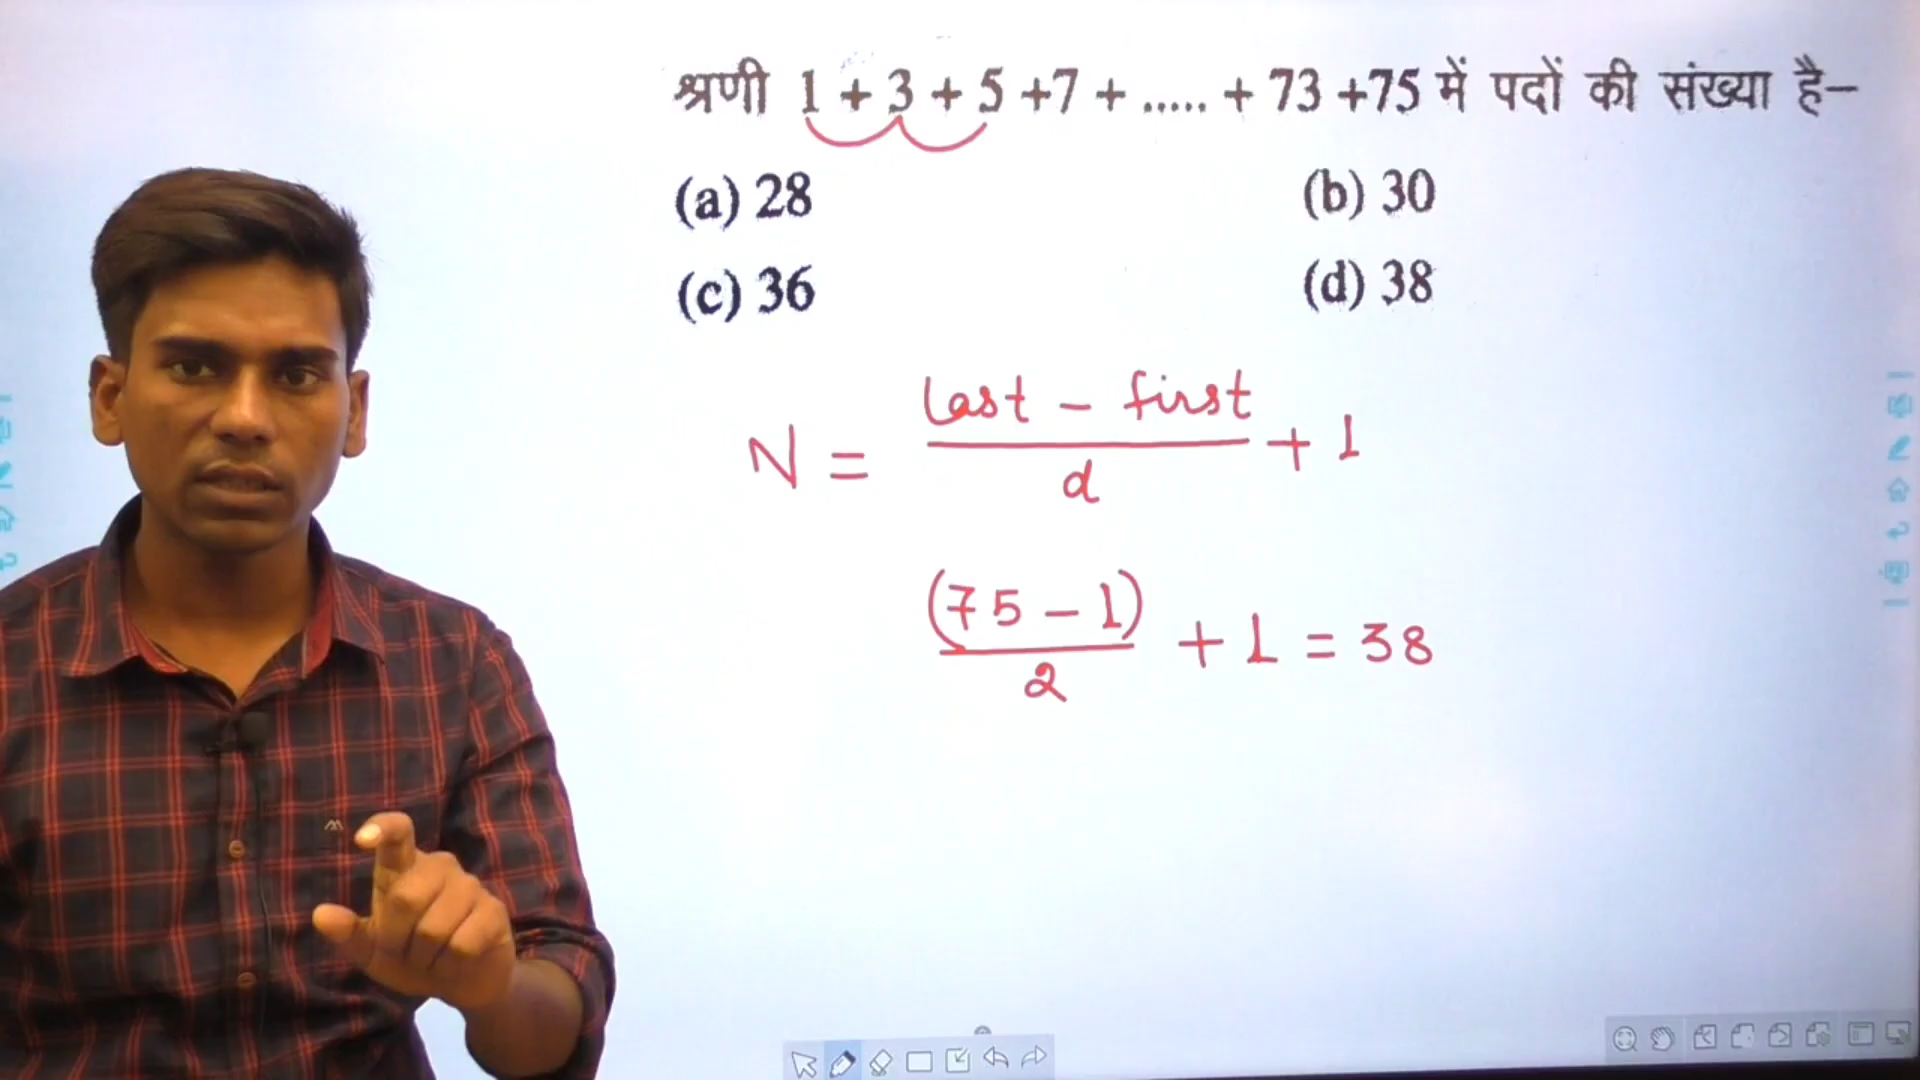 श्रणी 1 + 3 + 5 +7 + ..... + 73 +75 में पदों की संख्या है–
(a) 28 (b) 30
(c) 36 (d) 38
N = (last - first)/d + 1
(75 - 1)/2 + 1 = 38